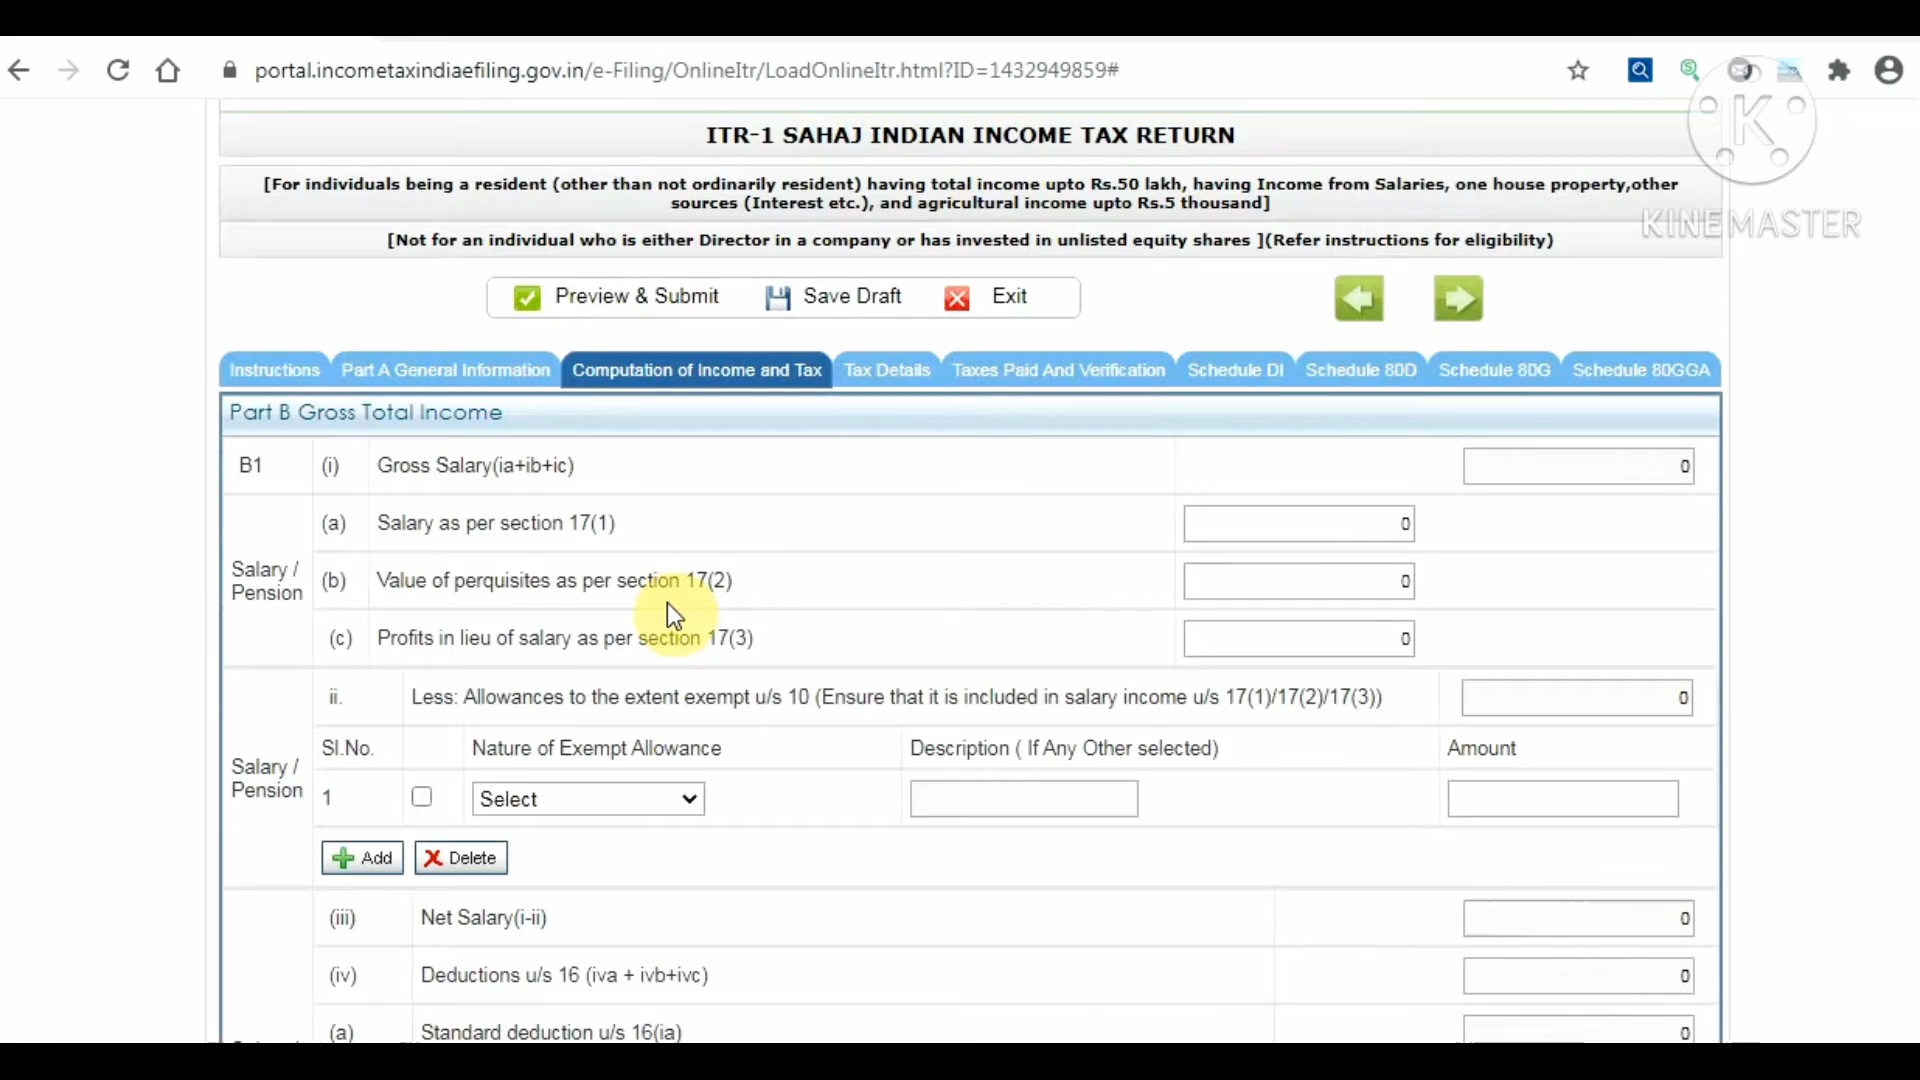 portal.incometaxindiaefiling.gov.in/e-Filing/OnlineItr/LoadOnlineItr.html?ID=1432949859#
K
KINEMASTER
ITR-1 SAHAJ INDIAN INCOME TAX RETURN
[For individuals being a resident (other than not ordinarily resident) having total income upto Rs.50 lakh, having Income from Salaries, one house property,other
sources (Interest etc.), and agricultural income upto Rs.5 thousand]
[Not for an individual who is either Director in a company or has invested in unlisted equity shares ](Refer instructions for eligibility)
Preview & Submit Save Draft Exit
Instructions Part A General Information Computation of Income and Tax Tax Details Taxes Paid And Verification Schedule DI Schedule 80D Schedule 80G Schedule 80GGA
Part B Gross Total Income
B1 (i) Gross Salary(ia+ib+ic) 0
(a) Salary as per section 17(1) 0
Salary / Pension
(b) Value of perquisites as per section 17(2) 0
(c) Profits in lieu of salary as per section 17(3) 0
ii. Less: Allowances to the extent exempt u/s 10 (Ensure that it is included in salary income u/s 17(1)/17(2)/17(3)) 0
Sl.No. Nature of Exempt Allowance Description ( If Any Other selected) Amount
Salary / Pension
1 Select
Add Delete
(iii) Net Salary(i-ii) 0
(iv) Deductions u/s 16 (iva + ivb+ivc) 0
(a) Standard deduction u/s 16(ia) 0